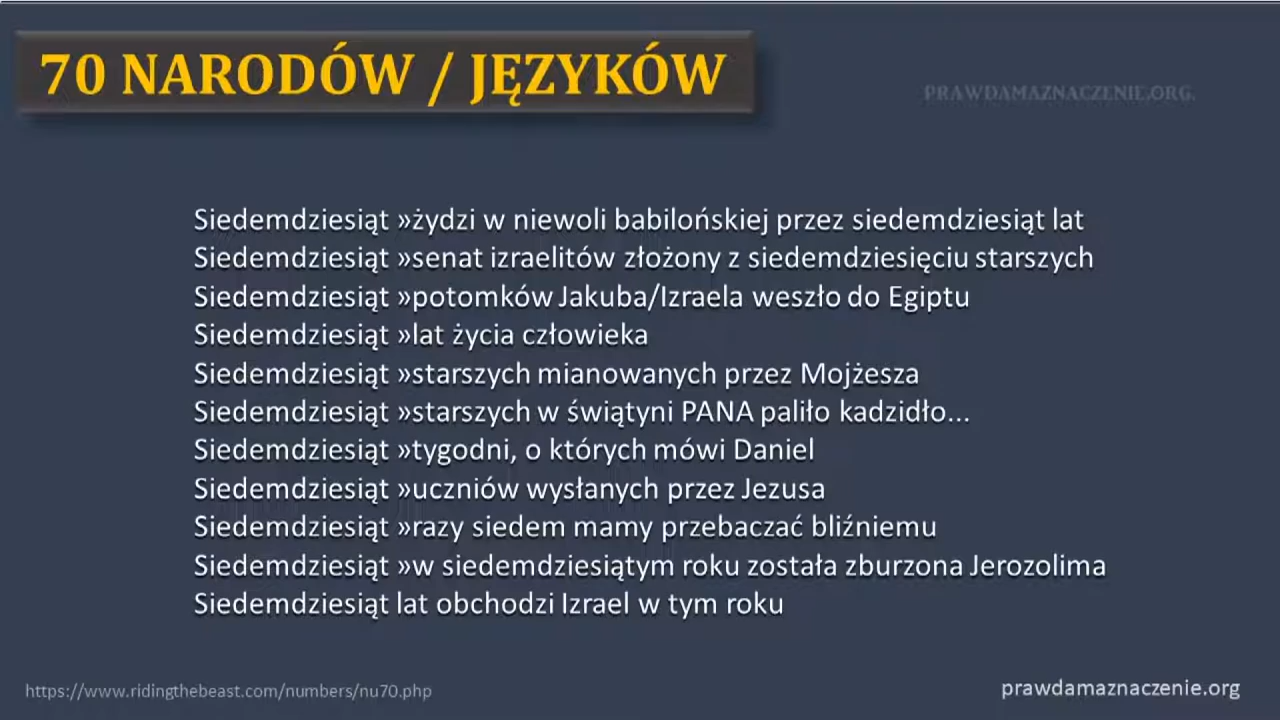 70 NARODÓW / JĘZYKÓW
PRAWDAMAZNACZENIE.ORG.
Siedemdziesiąt »żydzi w niewoli babilońskiej przez siedemdziesiąt lat
Siedemdziesiąt »senat izraelitów złożony z siedemdziesięciu starszych
Siedemdziesiąt »potomków Jakuba/Izraela weszło do Egiptu
Siedemdziesiąt »lat życia człowieka
Siedemdziesiąt »starszych mianowanych przez Mojżesza
Siedemdziesiąt »starszych w świątyni PANA paliło kadzidło...
Siedemdziesiąt »tygodni, o których mówi Daniel
Siedemdziesiąt »uczniów wysłanych przez Jezusa
Siedemdziesiąt »razy siedem mamy przebaczać bliźniemu
Siedemdziesiąt »w siedemdziesiątym roku została zburzona Jerozolima
Siedemdziesiąt lat obchodzi Izrael w tym roku
https://www.ridingthebeast.com/numbers/nu70.php
prawdamaznaczenie.org